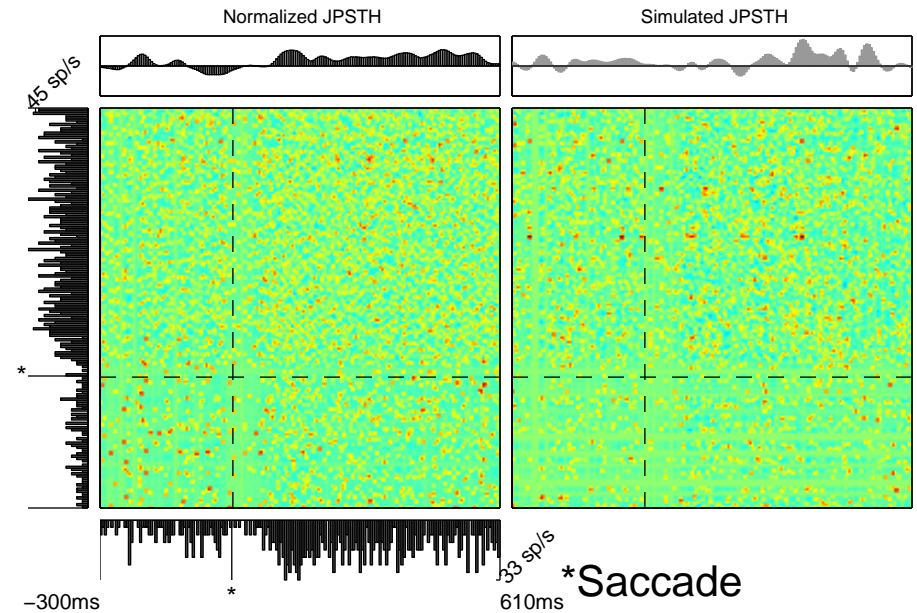 Normalized JPSTH
Simulated JPSTH
45 sp/s
*
*
33 sp/s
*Saccade
−300ms
610ms